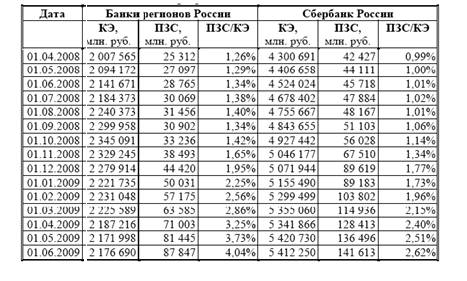 Дата Банки регионов России Сбербанк России
КЭ, млн. руб. ПЗС, млн. руб. ПЗС/КЭ КЭ, млн. руб. ПЗС, млн. руб. ПЗС/КЭ
01.04.2008 2 007 565 25 312 1,26% 4 300 691 42 427 0,99%
01.05.2008 2 094 172 27 097 1,29% 4 406 658 44 111 1,00%
01.06.2008 2 141 671 28 765 1,34% 4 524 024 45 718 1,01%
01.07.2008 2 184 373 30 069 1,38% 4 678 402 47 884 1,02%
01.08.2008 2 240 373 31 456 1,40% 4 755 667 48 167 1,01%
01.09.2008 2 299 958 30 902 1,34% 4 843 655 51 103 1,06%
01.10.2008 2 345 091 33 236 1,42% 4 927 442 56 028 1,14%
01.11.2008 2 329 245 38 493 1,65% 5 046 177 67 510 1,34%
01.12.2008 2 279 914 44 420 1,95% 5 071 944 89 619 1,77%
01.01.2009 2 221 735 50 031 2,25% 5 155 490 89 183 1,73%
01.02.2009 2 231 048 57 175 2,56% 5 299 499 103 802 1,96%
01.03.2009 2 225 589 63 585 2,86% 5 355 060 114 936 2,15%
01.04.2009 2 187 216 71 003 3,25% 5 341 866 128 413 2,40%
01.05.2009 2 171 998 81 445 3,73% 5 420 730 136 496 2,51%
01.06.2009 2 176 690 87 847 4,04% 5 412 250 141 613 2,62%